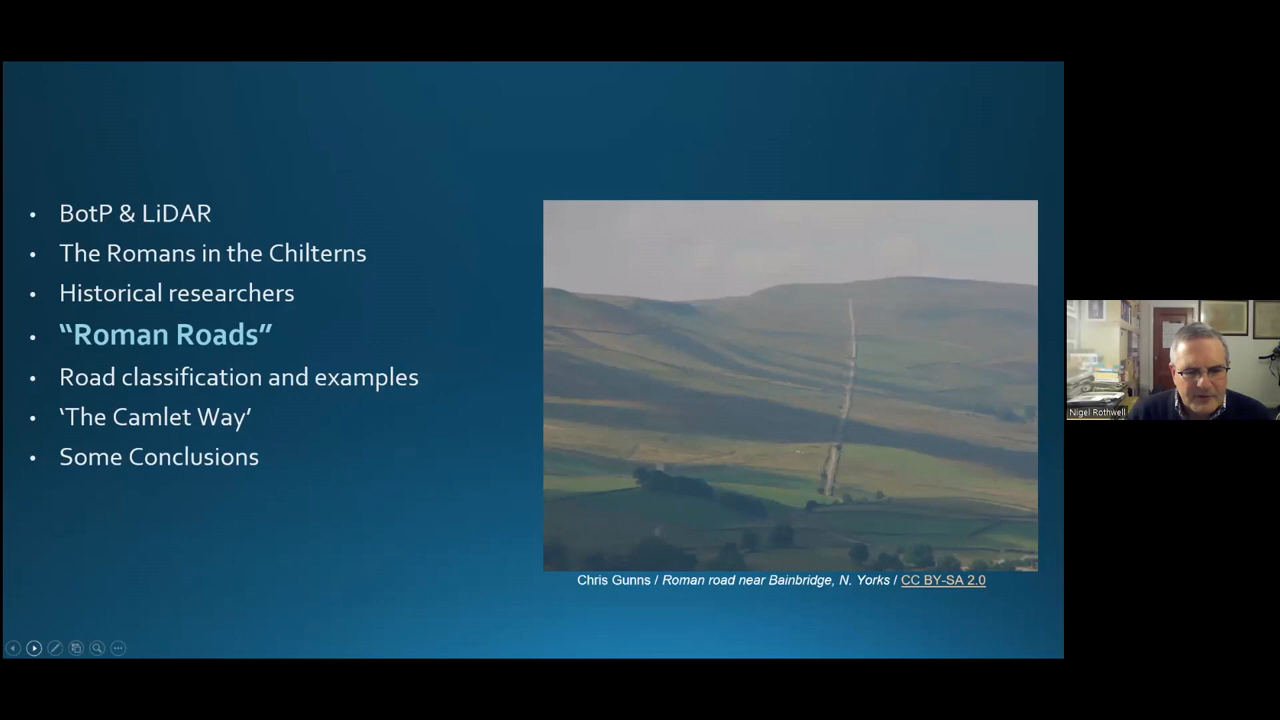 BotP & LiDAR
The Romans in the Chilterns
Historical researchers
“Roman Roads”
Road classification and examples
‘The Camlet Way’
Some Conclusions
Chris Gunns / Roman road near Bainbridge, N. Yorks / CC BY-SA 2.0
Nigel Rothwell